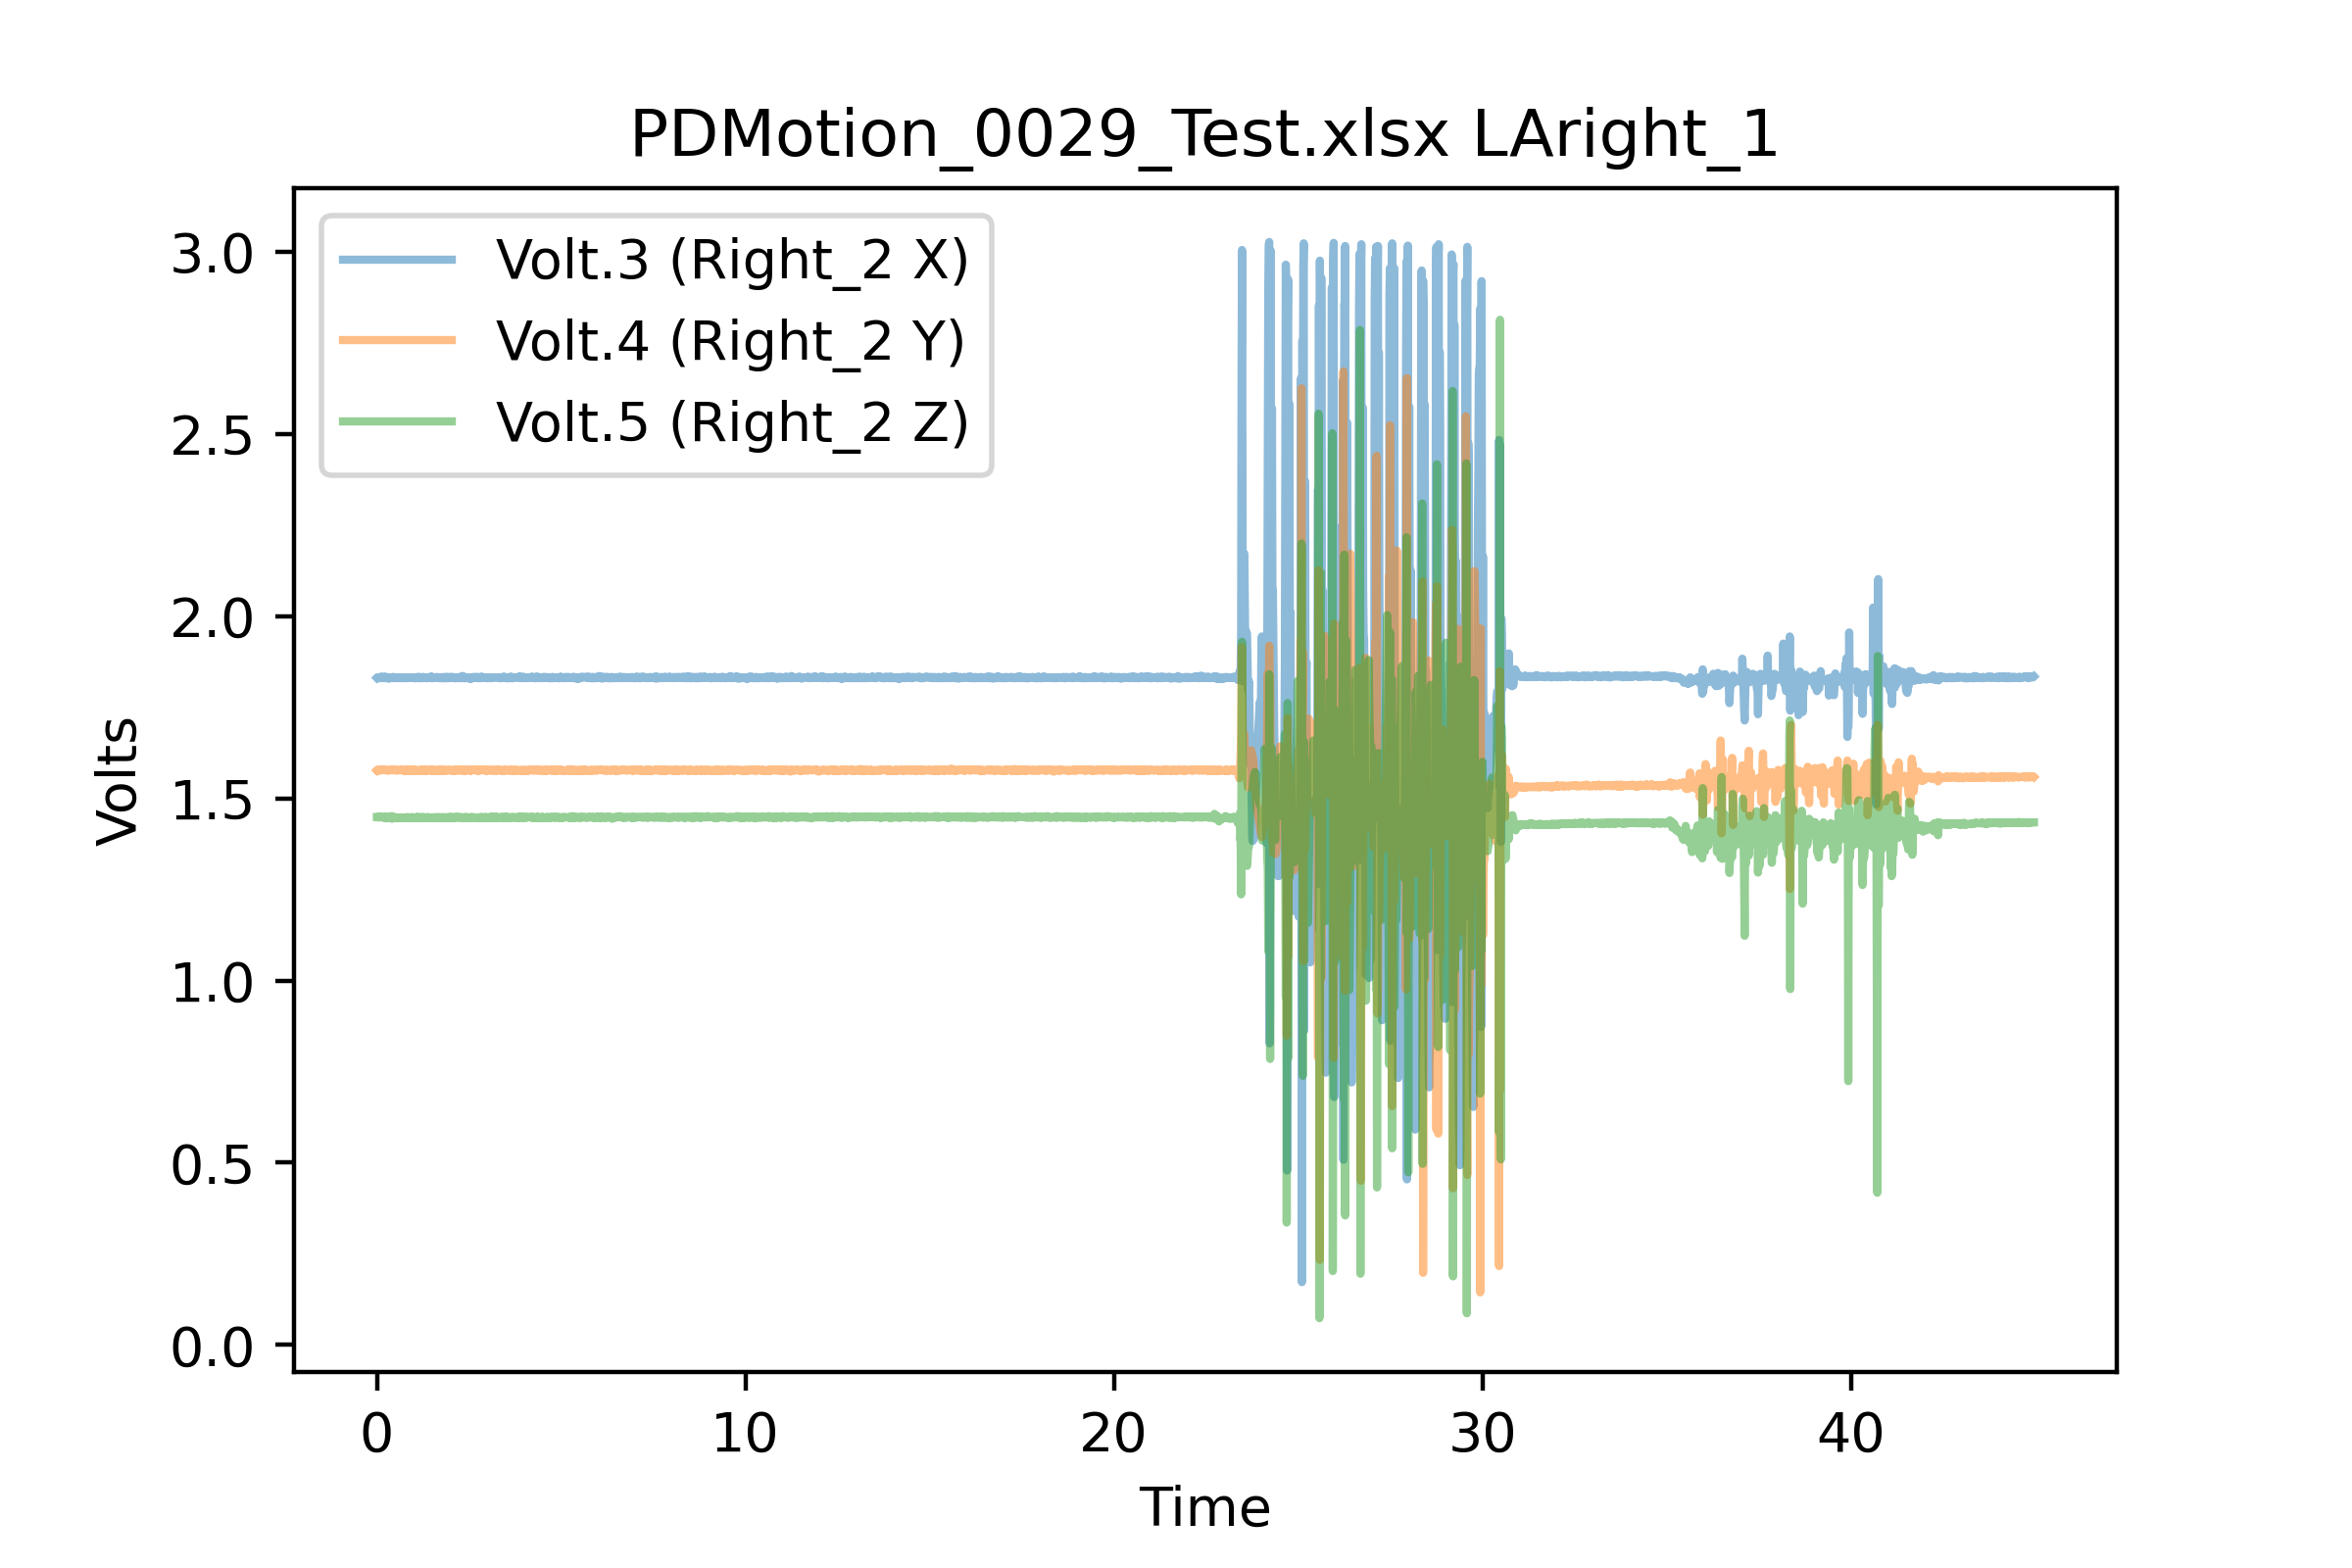 PDMotion_0029_Test.xlsx LAright_1
Volt.3 (Right_2 X)
Volt.4 (Right_2 Y)
Volt.5 (Right_2 Z)
3.0
2.5
2.0
1.5
1.0
0.5
0.0
Volts
0 10 20 30 40
Time